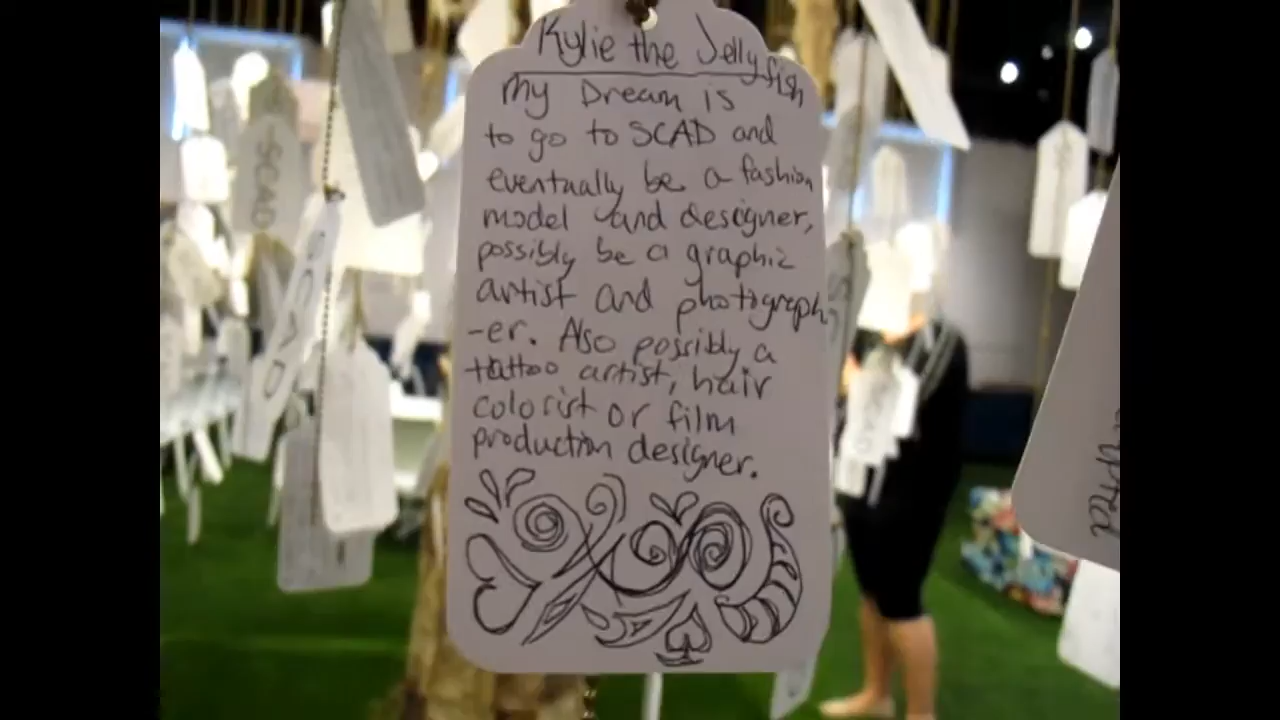 Kylie the Jellyfish
My Dream is
to go to SCAD and
eventually be a fashion
model and designer,
possibly be a graphic
artist and photograph
-er. Also possibly a
tattoo artist, hair
colorist or film
production designer.
SCAD